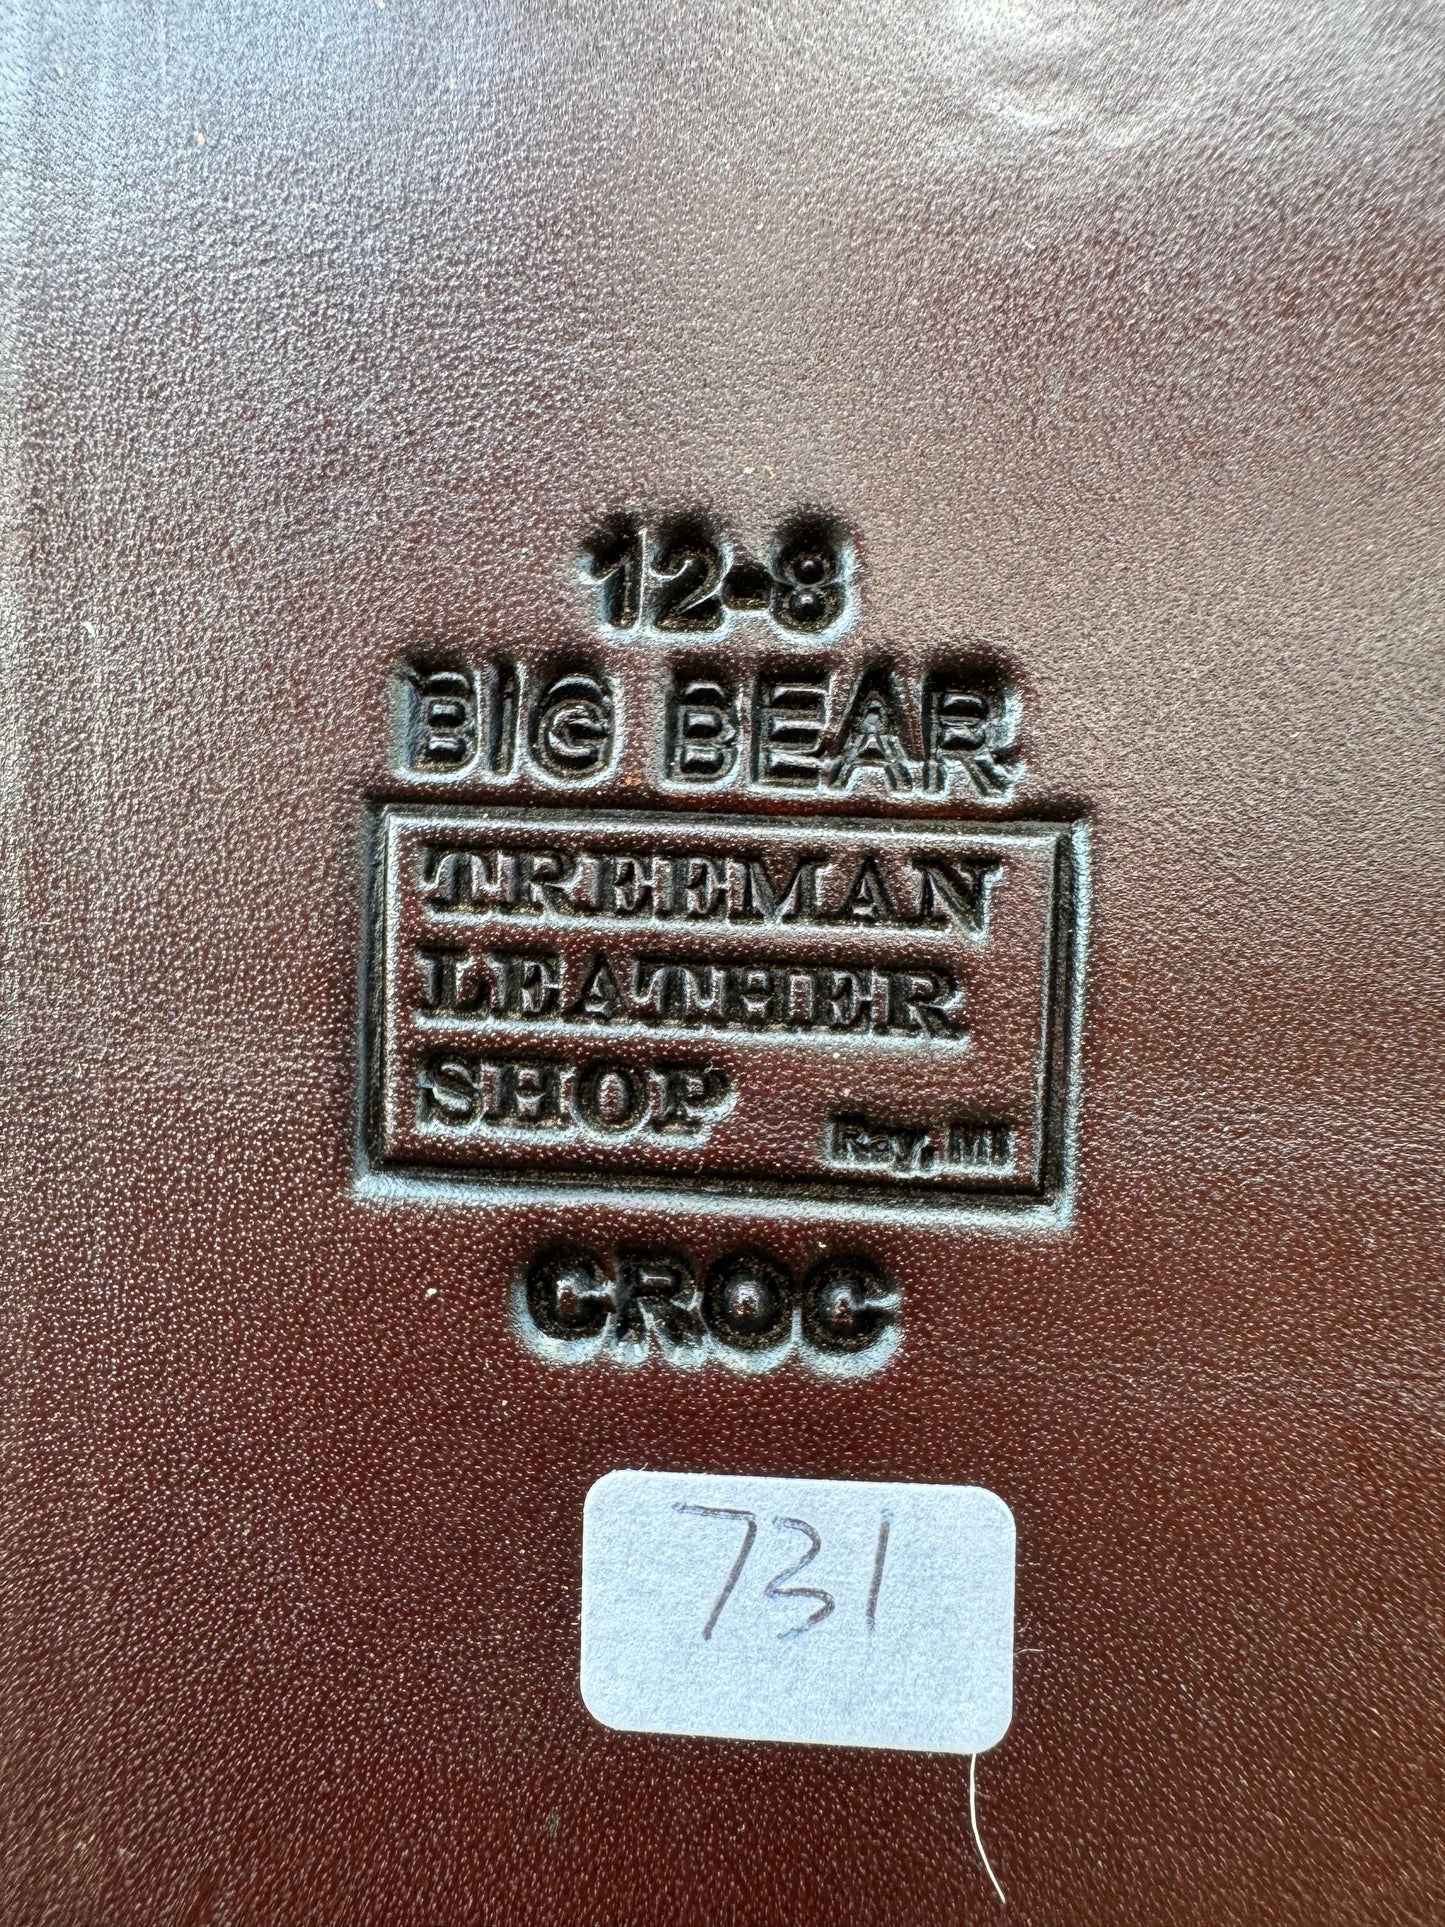 12-8
BIG BEAR
TREEMAN
LEATHER
SHOP
Ray, MI
CROC
731